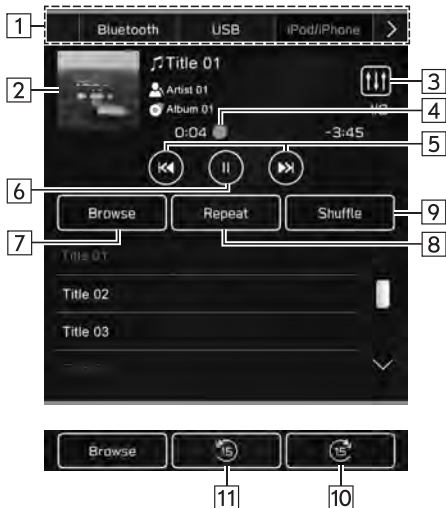 1
Bluetooth USB iPod/iPhone
2
Title 01
3
Artist 01
Album 01
4
0:04 -3:45
5
6
Browse Repeat Shuffle
9
7
8
Title 01
Title 02
Title 03
Browse 15 15
11
10